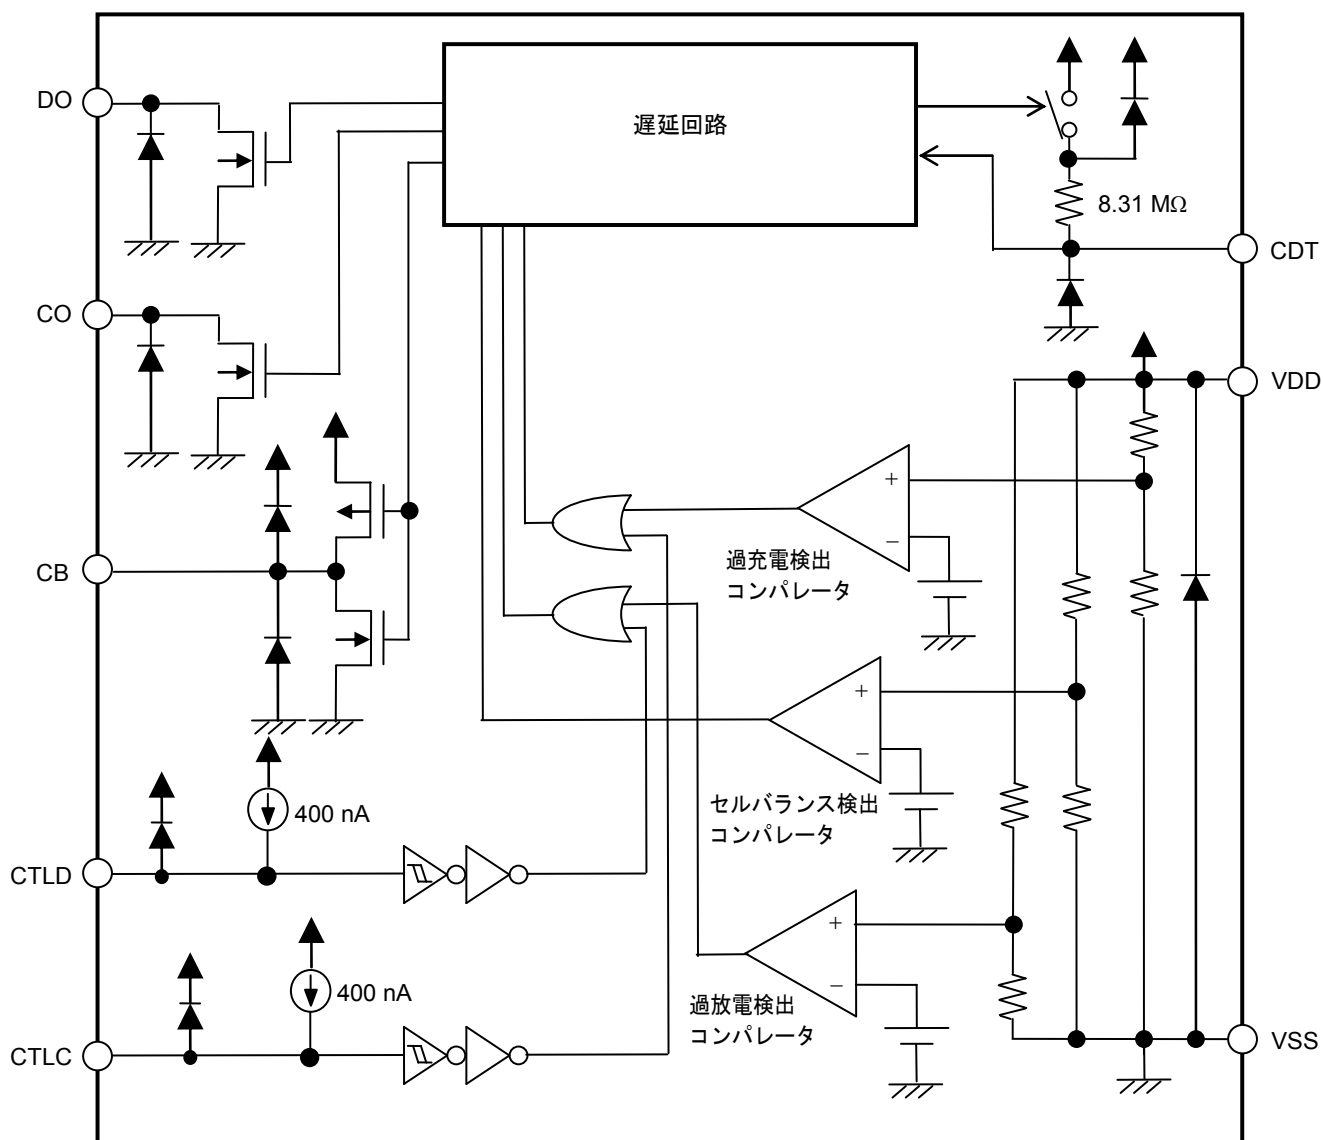 DO
遅延回路
8.31 MΩ
CDT
CO
VDD
+
−
過充電検出
コンパレータ
CB
+
−
セルバランス検出
コンパレータ
400 nA
CTLD
+
−
過放電検出
コンパレータ
400 nA
CTLC
VSS